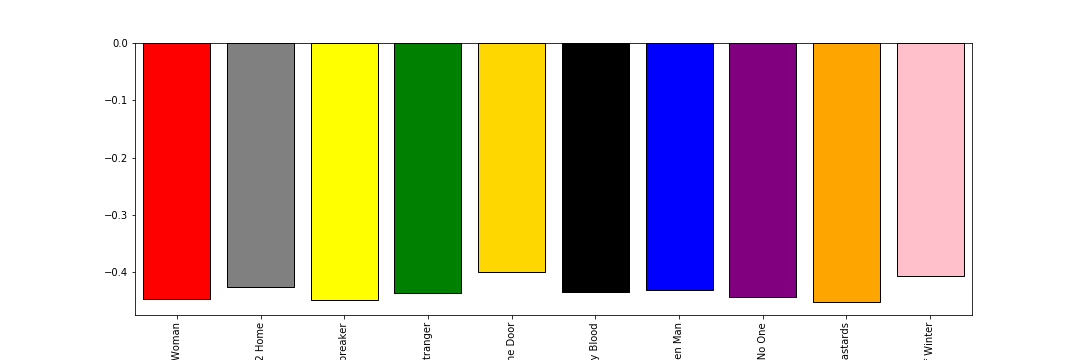 0.0
−0.1
−0.2
−0.3
−0.4
Woman
2 Home
breaker
tranger
ne Door
y Blood
en Man
No One
astards
Winter